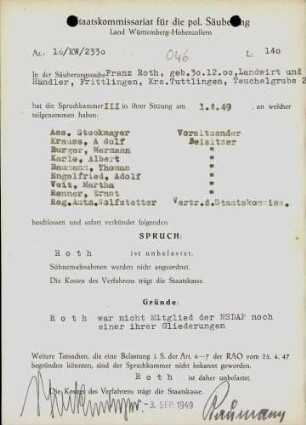 Staatskommissariat für die pol. Säuberung
Land Württemberg-Hohenzollern
Az.: 16/KW/2330
046
L. 140
In der Säuberungssache Franz Roth, geb.30.12.00, Landwirt und
Händler, Frittlingen, Krs.Tuttlingen, Teuchelgrube 2
hat die Spruchkammer III in ihrer Sitzung am 1.4.49 , an welcher
teilgenommen haben:
Ass. Stockmayer Vorsitzender
Krauss, A dolf Beisitzer
Burger, Hermann "
Karle, Albert "
Baumann, Thomas "
Engelfried, Adolf "
Veit, Martha "
Renner, Ernst "
Reg.Amtm.Wolfstetter Vertr.d.Staatskommiss.
beschlossen und sofort verkündet folgenden
SPRUCH:
R o t h ist unbelastet.
Sühnemaßnahmen werden nicht angeordnet.
Die Kosten des Verfahrens trägt die Staatskasse.
Gründe:
R o t h war nicht Mitglied der NSDAP noch
einer ihrer Gliederungen
Weitere Tatsachen, die eine Belastung i. S. der Art. 4–7 der RAO vom 25. 4. 47
begründen könnten, sind der Spruchkammer nicht bekannt geworden.
R o t h ist daher unbelastet.
Die Kosten des Verfahrens trägt die Staatskasse.
-3. SEP. 1949
Baumann